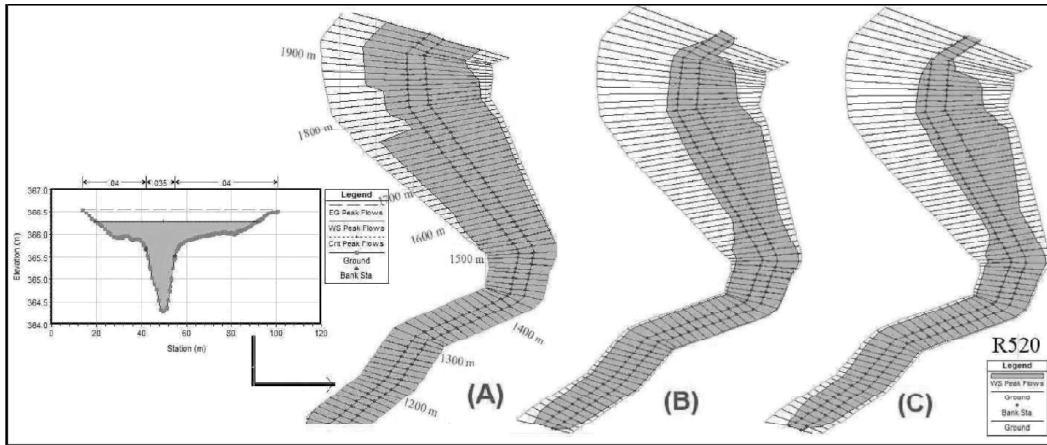 1900 m
1800 m
1700 m
1600 m
1500 m
1400 m
1300 m
1200 m
(A)
(B)
(C)
R520
Legend
WS Peak Flows
Ground
Bank Sta
Ground
.04
.035
.04
367.0
366.5
366.0
365.5
365.0
364.5
364.0
Elevation (m)
0
20
40
60
80
100
120
Station (m)
Legend
EG Peak Flows
WS Peak Flows
Crit Peak Flows
Ground
Bank Sta